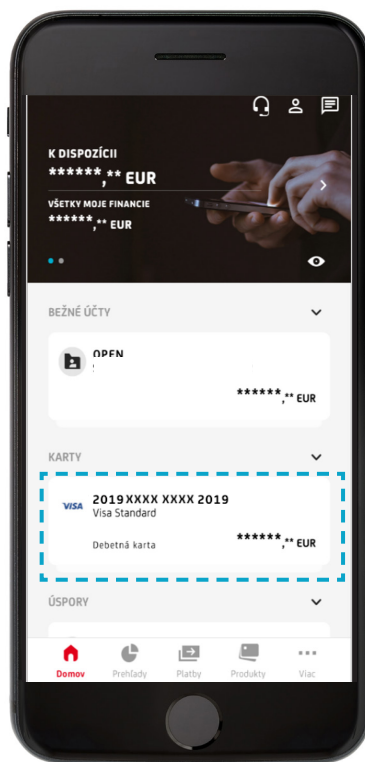 K DISPOZÍCII
******,** EUR
VŠETKY MOJE FINANCIE
******,** EUR
BEŽNÉ ÚČTY
OPEN
******,** EUR
KARTY
VISA
2019 XXXX XXXX 2019
Visa Standard
Debetná karta
******,** EUR
ÚSPORY
Domov Prehľady Platby Produkty Viac